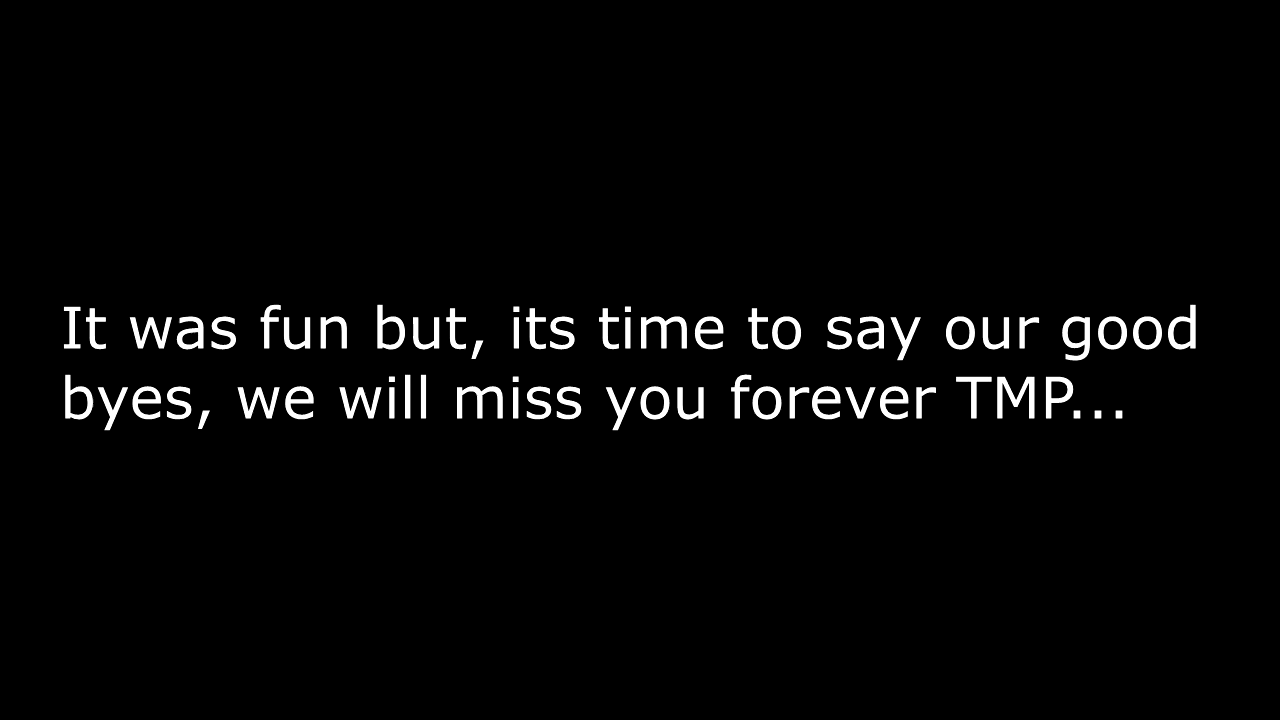 It was fun but, its time to say our good
byes, we will miss you forever TMP...